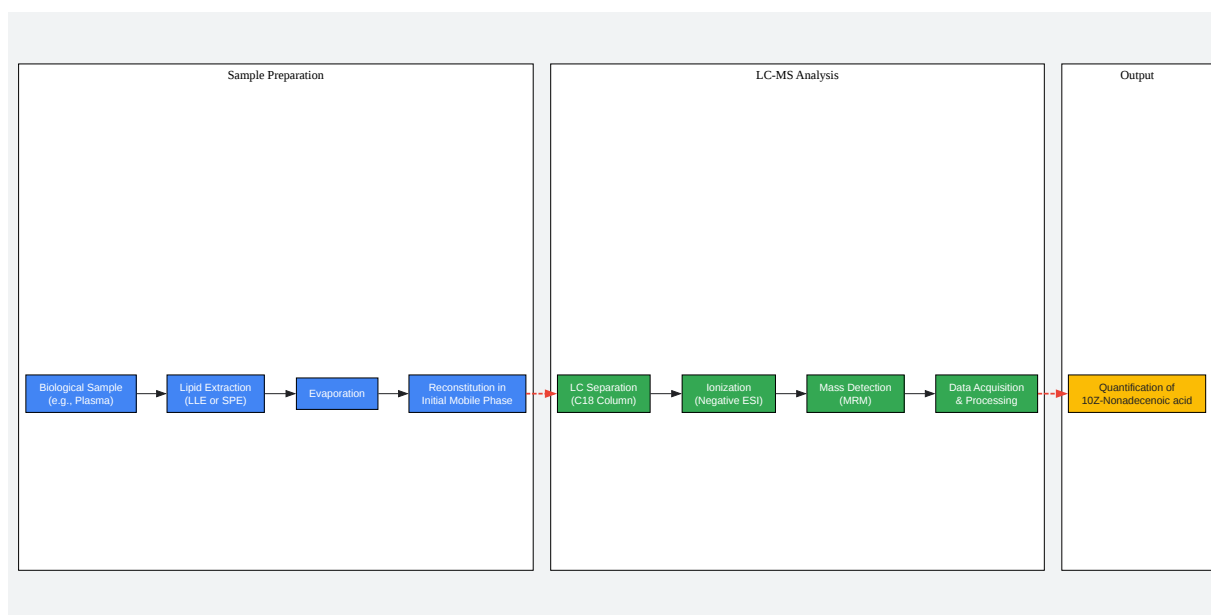 Sample Preparation
LC-MS Analysis
Output
Biological Sample
(e.g., Plasma)
Lipid Extraction
(LLE or SPE)
Evaporation
Reconstitution in
Initial Mobile Phase
LC Separation
(C18 Column)
Ionization
(Negative ESI)
Mass Detection
(MRM)
Data Acquisition
& Processing
Quantification of
10Z-Nonadecenoic acid